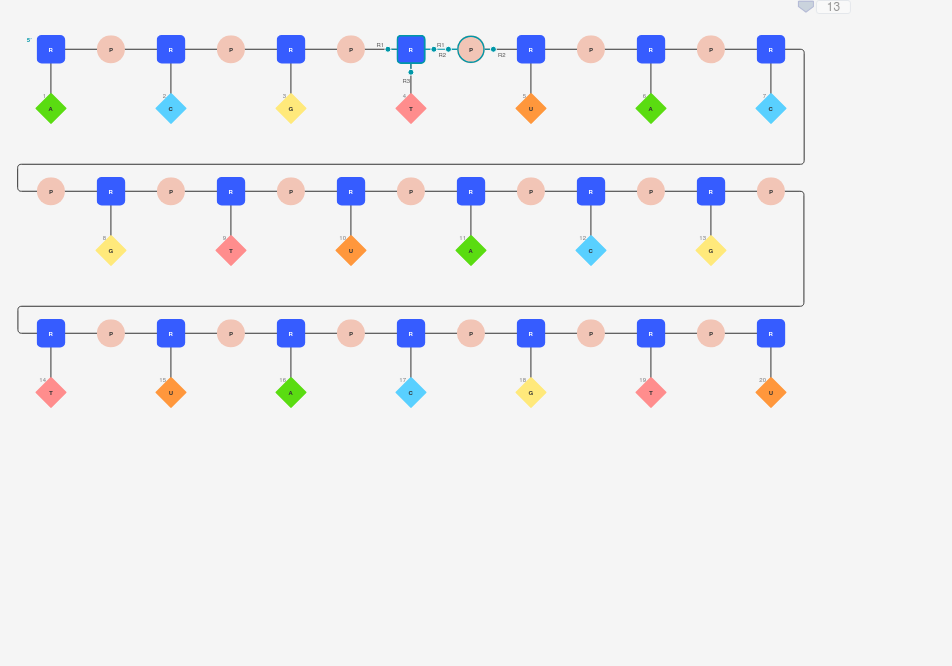 13
5' R P R P R P R1 R R1 R2 P R2 R P R P R
R3
1 2 3 4 5 6 7
A C G T U A C
P R P R P R P R P R P R P
8 9 10 11 12 13
G T U A C G
R P R P R P R P R P R P R
14 15 16 17 18 19 20
T U A C G T U